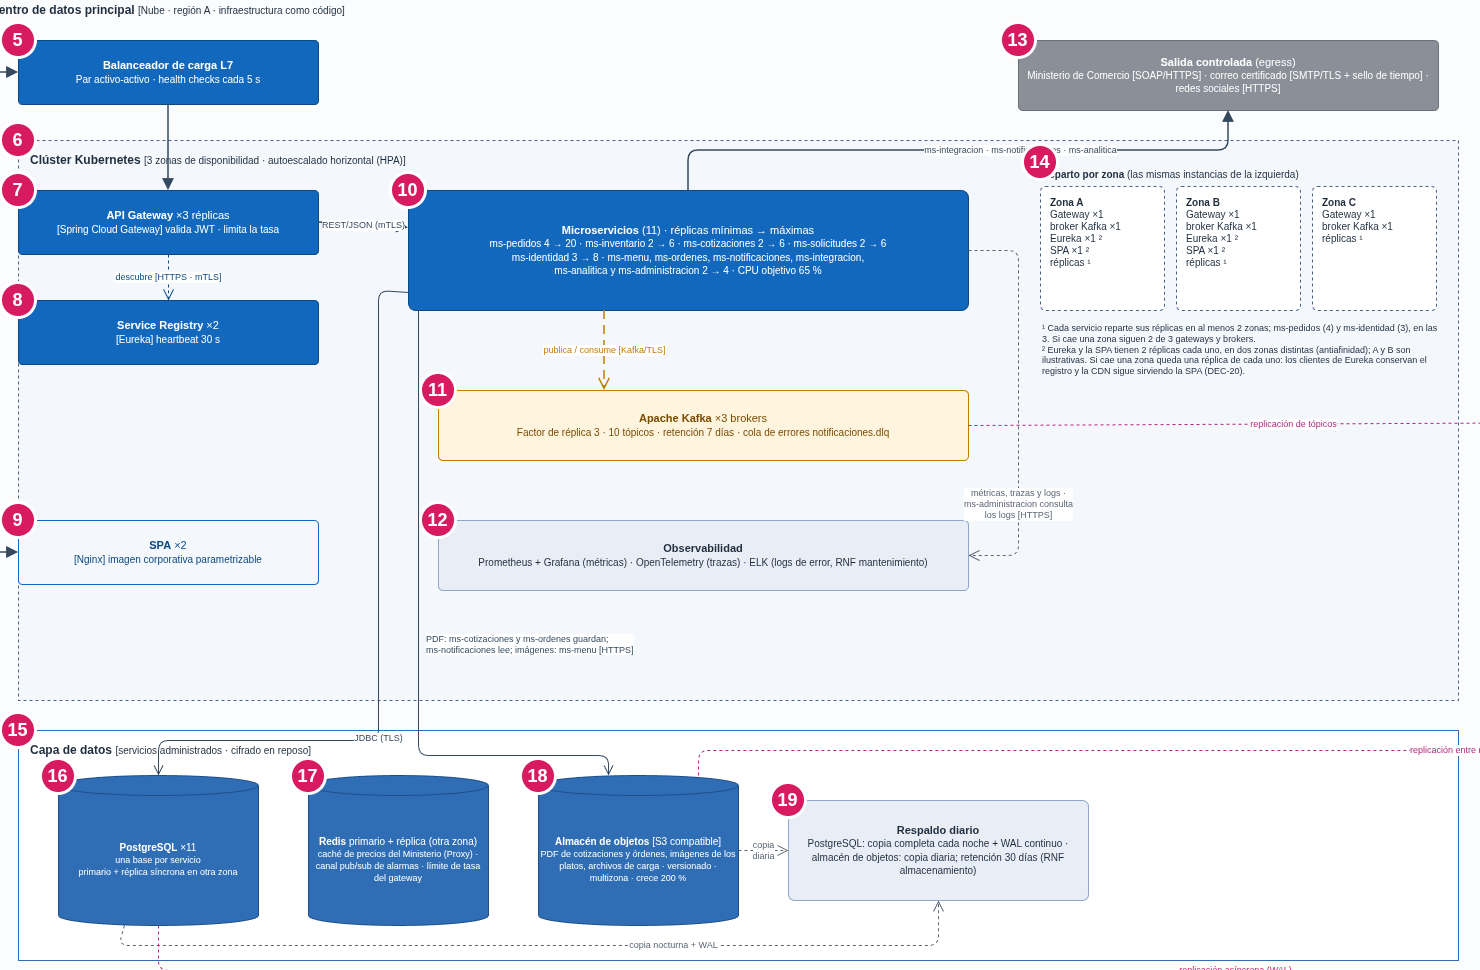 entro de datos principal [Nube · región A · infraestructura como código]
5
Balanceador de carga L7
Par activo-activo · health checks cada 5 s
13
Salida controlada (egress)
Ministerio de Comercio [SOAP/HTTPS] · correo certificado [SMTP/TLS + sello de tiempo] ·
redes sociales [HTTPS]
6
Clúster Kubernetes [3 zonas de disponibilidad · autoescalado horizontal (HPA)]
7
API Gateway ×3 réplicas
[Spring Cloud Gateway] valida JWT · limita la tasa
REST/JSON (mTLS)
descubre [HTTPS · mTLS]
8
Service Registry ×2
[Eureka] heartbeat 30 s
9
SPA ×2
[Nginx] imagen corporativa parametrizable
10
Microservicios (11) · réplicas mínimas → máximas
ms-pedidos 4 → 20 · ms-inventario 2 → 6 · ms-cotizaciones 2 → 6 · ms-solicitudes 2 → 6
ms-identidad 3 → 8 · ms-menu, ms-ordenes, ms-notificaciones, ms-integracion,
ms-analitica y ms-administracion 2 → 4 · CPU objetivo 65 %
ms-integracion · ms-notific es · ms-analitica
publica / consume [Kafka/TLS]
11
Apache Kafka ×3 brokers
Factor de réplica 3 · 10 tópicos · retención 7 días · cola de errores notificaciones.dlq
replicación de tópicos
métricas, trazas y logs ·
ms-administracion consulta
los logs [HTTPS]
12
Observabilidad
Prometheus + Grafana (métricas) · OpenTelemetry (trazas) · ELK (logs de error, RNF mantenimiento)
14
eparto por zona (las mismas instancias de la izquierda)
Zona A
Gateway ×1
broker Kafka ×1
Eureka ×1 ²
SPA ×1 ²
réplicas ¹
Zona B
Gateway ×1
broker Kafka ×1
Eureka ×1 ²
SPA ×1 ²
réplicas ¹
Zona C
Gateway ×1
broker Kafka ×1
réplicas ¹
¹ Cada servicio reparte sus réplicas en al menos 2 zonas; ms-pedidos (4) y ms-identidad (3), en las
3. Si cae una zona siguen 2 de 3 gateways y brokers.
² Eureka y la SPA tienen 2 réplicas cada uno, en dos zonas distintas (antiafinidad); A y B son
ilustrativas. Si cae una zona queda una réplica de cada uno: los clientes de Eureka conservan el
registro y la CDN sigue sirviendo la SPA (DEC-20).
PDF: ms-cotizaciones y ms-ordenes guardan;
ms-notificaciones lee; imágenes: ms-menu [HTTPS]
15
Capa de datos [servicios administrados · cifrado en reposo]
JDBC (TLS)
replicación entre
16
PostgreSQL ×11
una base por servicio
primario + réplica síncrona en otra zona
17
Redis primario + réplica (otra zona)
caché de precios del Ministerio (Proxy) ·
canal pub/sub de alarmas · límite de tasa
del gateway
18
Almacén de objetos [S3 compatible]
PDF de cotizaciones y órdenes, imágenes de los
platos, archivos de carga · versionado ·
multizona · crece 200 %
copia
diaria
19
Respaldo diario
PostgreSQL: copia completa cada noche + WAL continuo ·
almacén de objetos: copia diaria; retención 30 días (RNF
almacenamiento)
copia nocturna + WAL
replicación asíncrona (WAL)